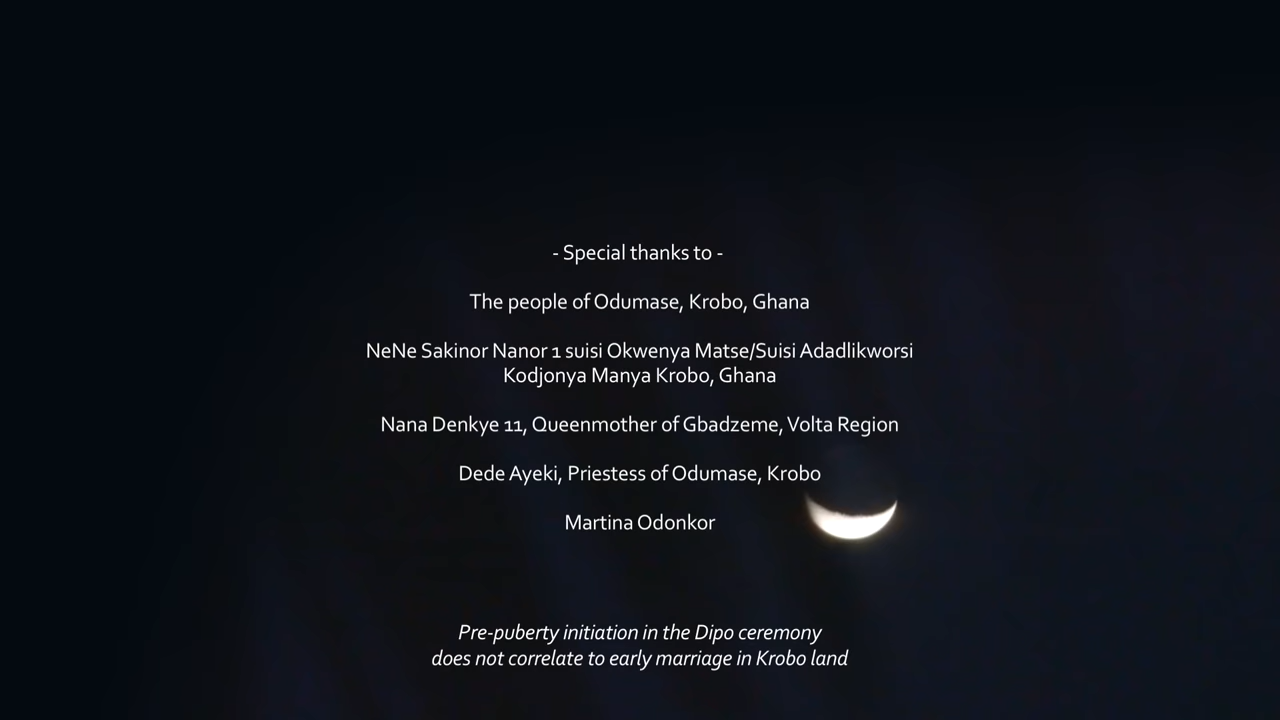 - Special thanks to -
The people of Odumase, Krobo, Ghana
NeNe Sakinor Nanor 1 suisi Okwenya Matse/Suisi Adadlikworsi
Kodjonya Manya Krobo, Ghana
Nana Denkye 11, Queenmother of Gbadzeme, Volta Region
Dede Ayeki, Priestess of Odumase, Krobo
Martina Odonkor
Pre-puberty initiation in the Dipo ceremony
does not correlate to early marriage in Krobo land